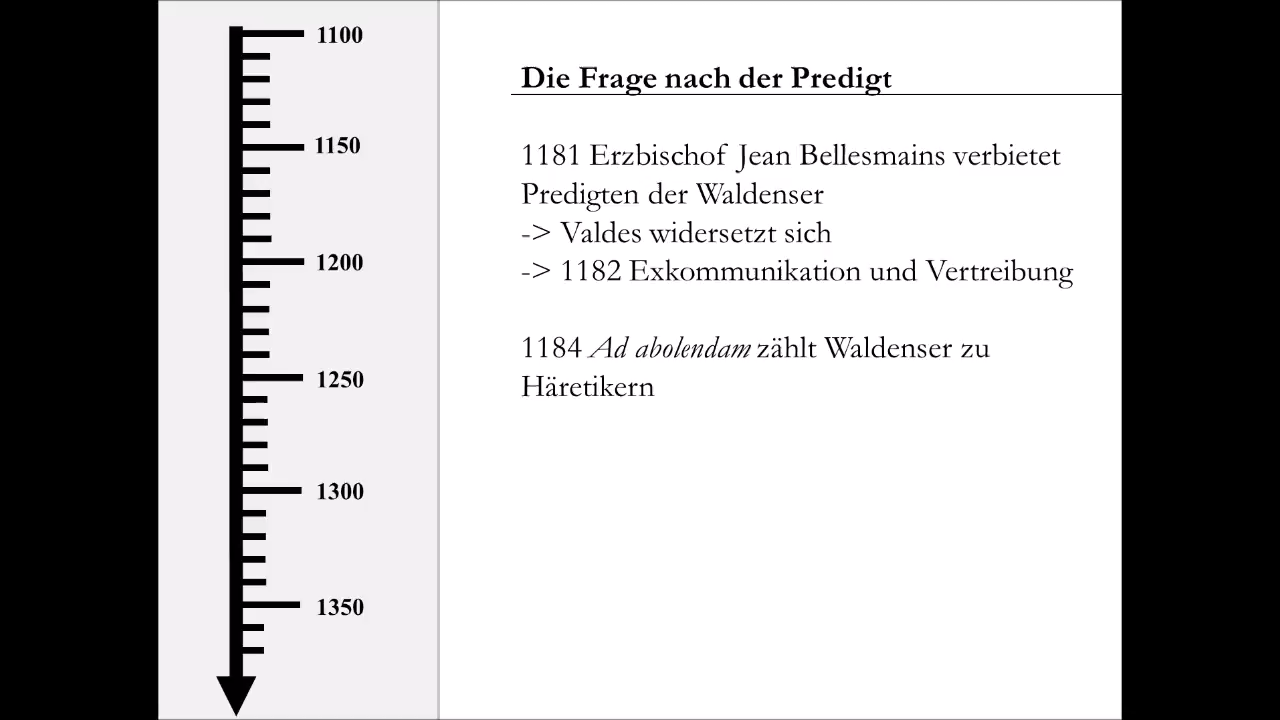 1100
1150
1200
1250
1300
1350
Die Frage nach der Predigt
1181 Erzbischof Jean Bellesmains verbietet
Predigten der Waldenser
-> Valdes widersetzt sich
-> 1182 Exkommunikation und Vertreibung
1184 Ad abolendam zählt Waldenser zu
Häretikern